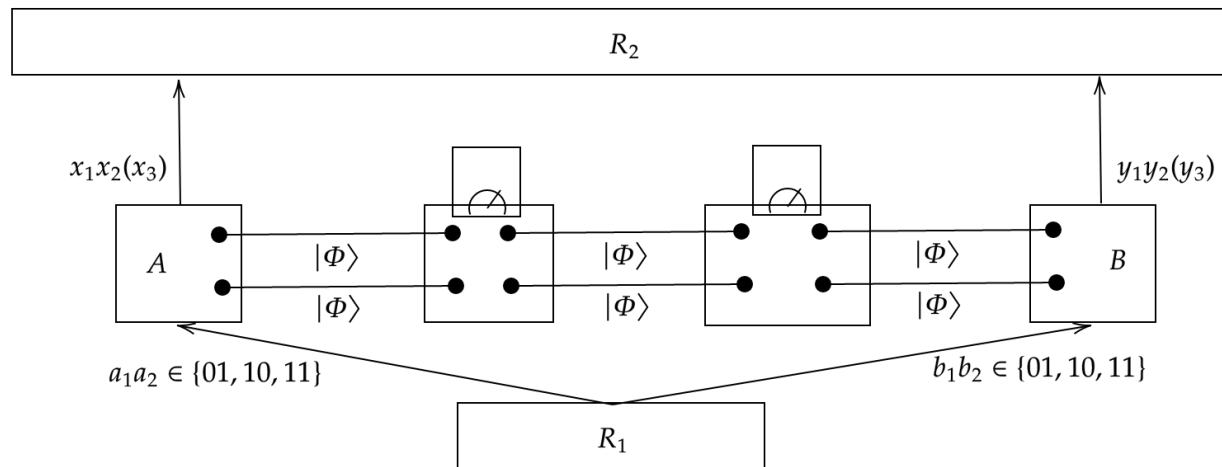 R₂
x₁x₂(x₃)
y₁y₂(y₃)
A
|Φ⟩
|Φ⟩
|Φ⟩
B
|Φ⟩
|Φ⟩
|Φ⟩
a₁a₂ ∈ {01, 10, 11}
b₁b₂ ∈ {01, 10, 11}
R₁